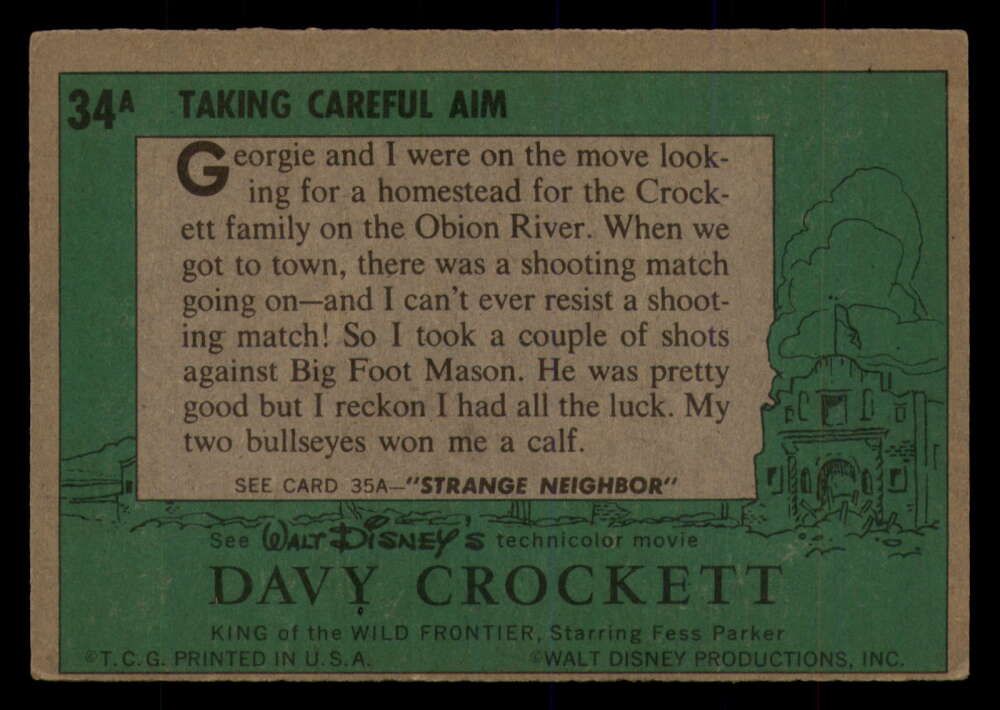 34A TAKING CAREFUL AIM
Georgie and I were on the move look-
ing for a homestead for the Crock-
ett family on the Obion River. When we
got to town, there was a shooting match
going on—and I can't ever resist a shoot-
ing match! So I took a couple of shots
against Big Foot Mason. He was pretty
good but I reckon I had all the luck. My
two bullseyes won me a calf.
SEE CARD 35A—"STRANGE NEIGHBOR"
See WALT DISNEY'S technicolor movie
DAVY CROCKETT
KING of the WILD FRONTIER, Starring Fess Parker
©T.C.G. PRINTED IN U.S.A. ©WALT DISNEY PRODUCTIONS, INC.